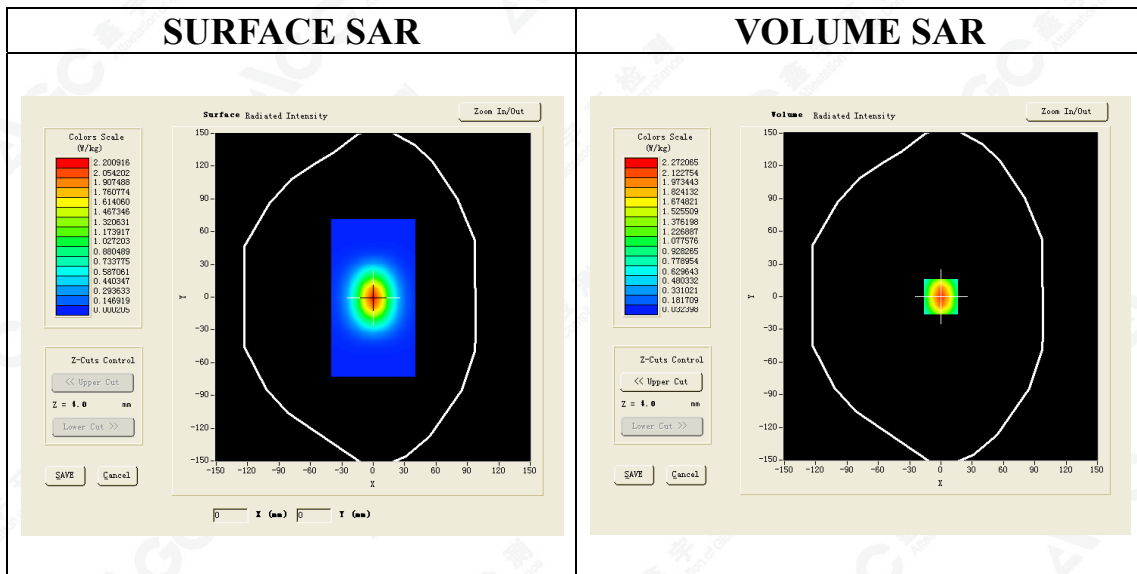 SURFACE SAR
VOLUME SAR
Surface Radiated Intensity
Zoom In/Out
Colors Scale
(W/kg)
2.200916
2.054202
1.907488
1.760774
1.614060
1.467346
1.320631
1.173917
1.027203
0.880489
0.733775
0.587061
0.440347
0.293633
0.146919
0.000205
150
120
90
60
30
0
-30
-60
-90
-120
-150
Y
-150 -120 -90 -60 -30 0 30 60 90 120 150
X
Z-Cuts Control
<< Upper Cut
Z = 4.0 mm
Lower Cut >>
SAVE Cancel
0 X (mm) 0 Y (mm)
Volume Radiated Intensity
Zoom In/Out
Colors Scale
(W/kg)
2.272065
2.122754
1.973443
1.824132
1.674821
1.525509
1.376198
1.226887
1.077576
0.928265
0.778954
0.629643
0.480332
0.331021
0.181709
0.032398
150
120
90
60
30
0
-30
-60
-90
-120
-150
Y
-150 -120 -90 -60 -30 0 30 60 90 120 150
X
Z-Cuts Control
<< Upper Cut
Z = 4.0 mm
Lower Cut >>
SAVE Cancel